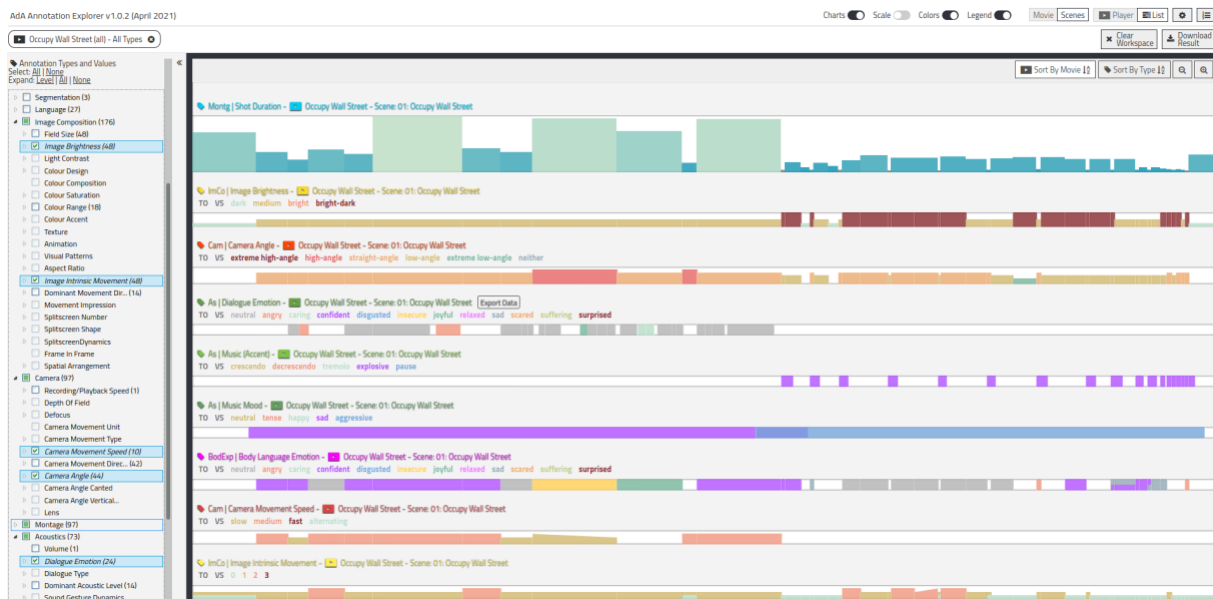 AdA Annotation Explorer v1.0.2 (April 2021)
Charts Scale Colors Legend Movie Scenes Player List
Occupy Wall Street (all) - All Types
Clear Workspace
Download Result
Annotation Types and Values
Select: All | None
Expand: Level | All | None
Segmentation (3)
Language (27)
Image Composition (176)
Field Size (48)
Image Brightness (48)
Light Contrast
Colour Design
Colour Composition
Colour Saturation
Colour Range (18)
Colour Accent
Texture
Animation
Visual Patterns
Aspect Ratio
Image Intrinsic Movement (48)
Dominant Movement Dir... (14)
Movement Impression
Splitscreen Number
Splitscreen Shape
SplitscreenDynamics
Frame In Frame
Spatial Arrangement
Camera (97)
Recording/Playback Speed (1)
Depth Of Field
Defocus
Camera Movement Unit
Camera Movement Type
Camera Movement Speed (10)
Camera Movement Direc... (42)
Camera Angle (44)
Camera Angle Canted
Camera Angle Vertical...
Lens
Montage (97)
Acoustics (73)
Volume (1)
Dialogue Emotion (24)
Dialogue Type
Dominant Acoustic Level (14)
Sound Gesture Dynamics
Sort By Movie Sort By Type
Montg | Shot Duration - Occupy Wall Street - Scene: 01: Occupy Wall Street
ImCo | Image Brightness - Occupy Wall Street - Scene: 01: Occupy Wall Street
TO VS dark medium bright bright-dark
Cam | Camera Angle - Occupy Wall Street - Scene: 01: Occupy Wall Street
TO VS extreme high-angle high-angle straight-angle low-angle extreme low-angle neither
As | Dialogue Emotion - Occupy Wall Street - Scene: 01: Occupy Wall Street Export Data
TO VS neutral angry caring confident disgusted insecure joyful relaxed sad scared suffering surprised
As | Music (Accent) - Occupy Wall Street - Scene: 01: Occupy Wall Street
TO VS crescendo decrescendo tremolo explosive pause
As | Music Mood - Occupy Wall Street - Scene: 01: Occupy Wall Street
TO VS neutral tense happy sad aggressive
BodExp | Body Language Emotion - Occupy Wall Street - Scene: 01: Occupy Wall Street
TO VS neutral angry caring confident disgusted insecure joyful relaxed sad scared suffering surprised
Cam | Camera Movement Speed - Occupy Wall Street - Scene: 01: Occupy Wall Street
TO VS slow medium fast alternating
ImCo | Image Intrinsic Movement - Occupy Wall Street - Scene: 01: Occupy Wall Street
TO VS 0 1 2 3